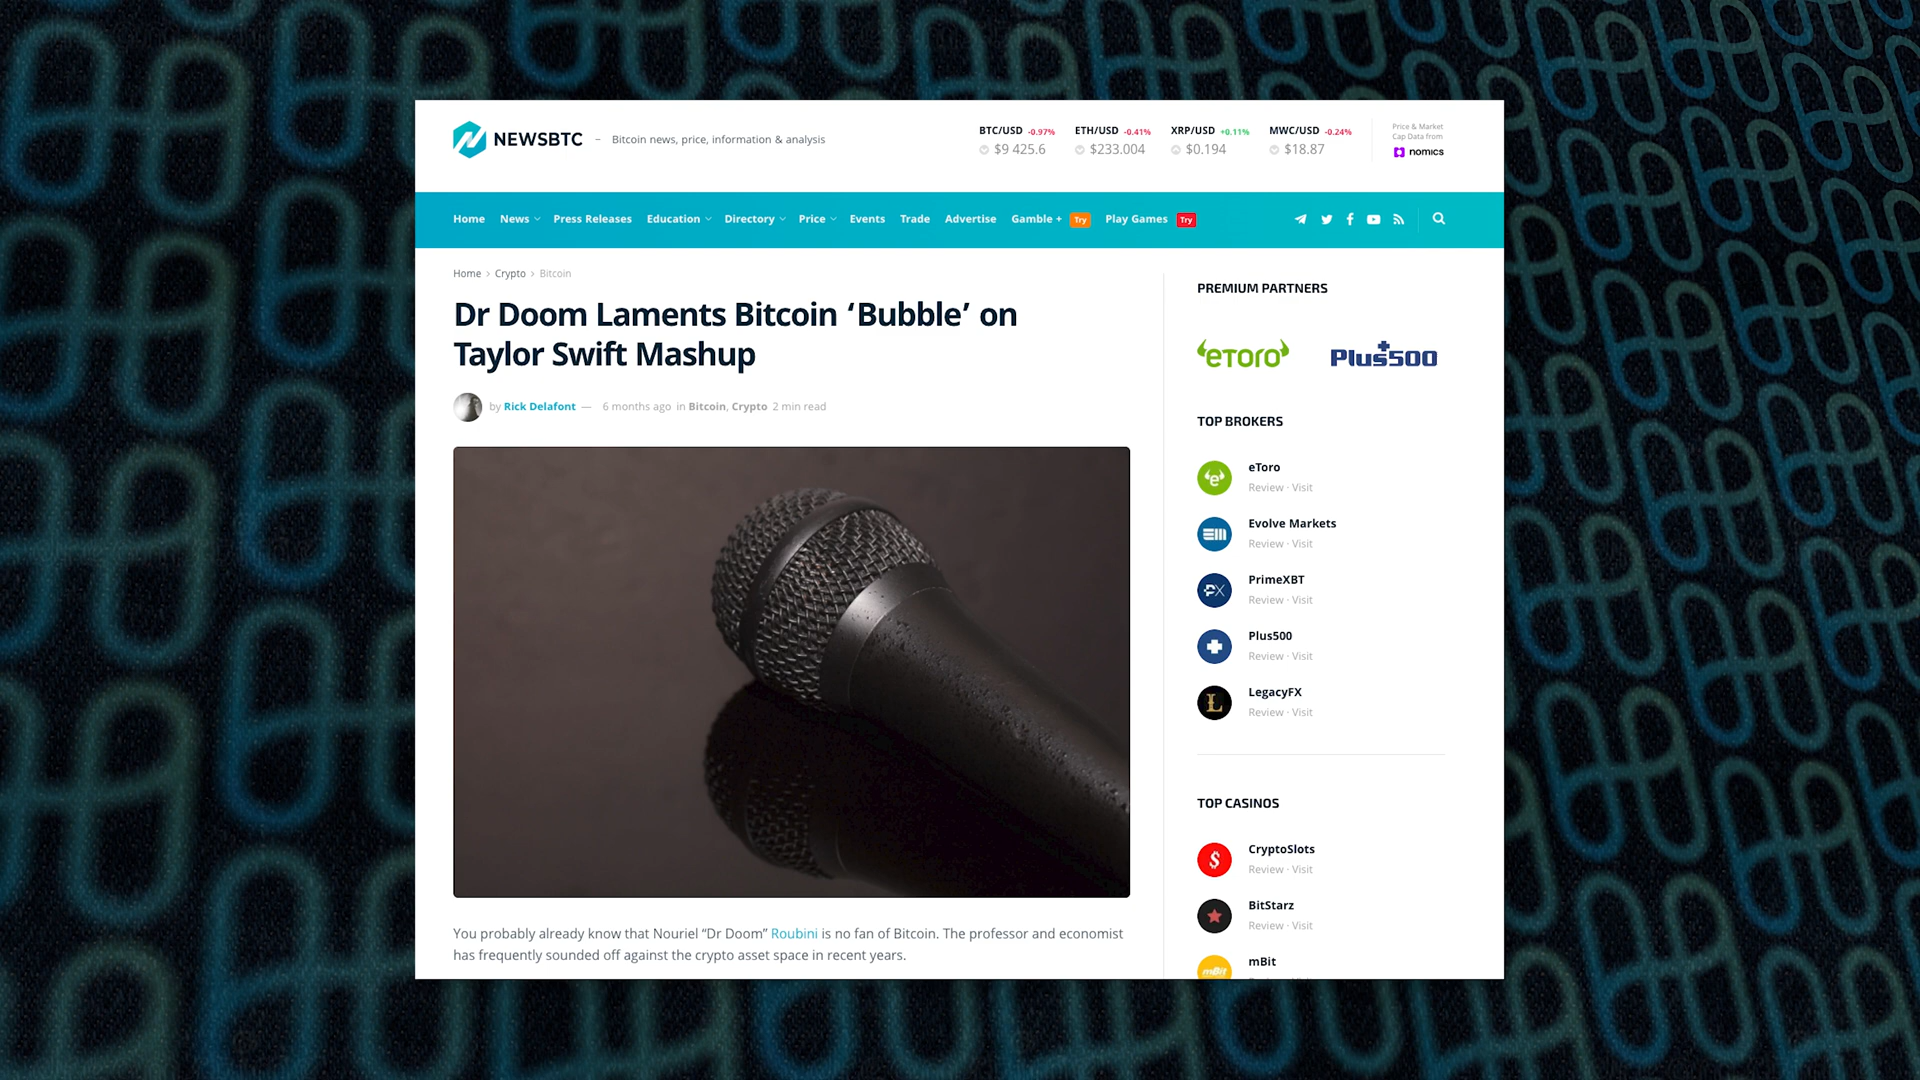 NEWSBTC – Bitcoin news, price, information & analysis
BTC/USD -0.97%
$9 425.6
ETH/USD -0.41%
$233.004
XRP/USD +0.11%
$0.194
MWC/USD -0.24%
$18.87
Price & Market
Cap Data from
nomics
Home News Press Releases Education Directory Price Events Trade Advertise Gamble + Try Play Games Try
Home > Crypto > Bitcoin
Dr Doom Laments Bitcoin ‘Bubble’ on
Taylor Swift Mashup
by Rick Delafont — 6 months ago in Bitcoin, Crypto 2 min read
You probably already know that Nouriel “Dr Doom” Roubini is no fan of Bitcoin. The professor and economist
has frequently sounded off against the crypto asset space in recent years.
PREMIUM PARTNERS
eToro Plus500
TOP BROKERS
eToro
Review · Visit
Evolve Markets
Review · Visit
PrimeXBT
Review · Visit
Plus500
Review · Visit
LegacyFX
Review · Visit
TOP CASINOS
CryptoSlots
Review · Visit
BitStarz
Review · Visit
mBit